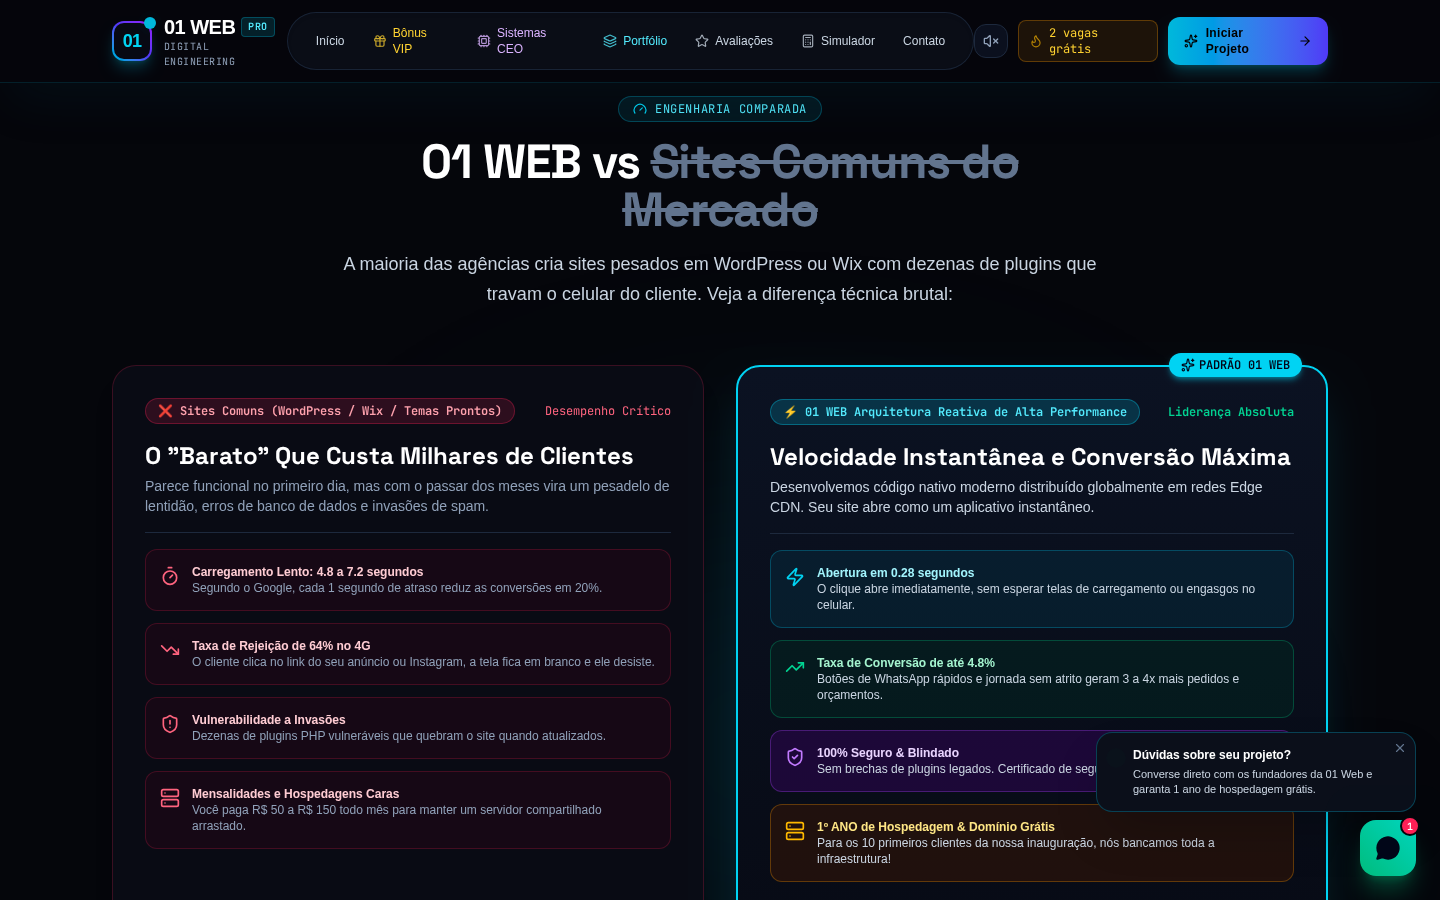 01
01 WEB PRO
DIGITAL
ENGINEERING
Início
Bônus
VIP
Sistemas
CEO
Portfólio
Avaliações
Simulador
Contato
2 vagas
grátis
Iniciar
Projeto
ENGENHARIA COMPARADA
01 WEB vs Sites Comuns do
Mercado
A maioria das agências cria sites pesados em WordPress ou Wix com dezenas de plugins que
travam o celular do cliente. Veja a diferença técnica brutal:
❌ Sites Comuns (WordPress / Wix / Temas Prontos)
Desempenho Crítico
O "Barato" Que Custa Milhares de Clientes
Parece funcional no primeiro dia, mas com o passar dos meses vira um pesadelo de
lentidão, erros de banco de dados e invasões de spam.
Carregamento Lento: 4.8 a 7.2 segundos
Segundo o Google, cada 1 segundo de atraso reduz as conversões em 20%.
Taxa de Rejeição de 64% no 4G
O cliente clica no link do seu anúncio ou Instagram, a tela fica em branco e ele desiste.
Vulnerabilidade a Invasões
Dezenas de plugins PHP vulneráveis que quebram o site quando atualizados.
Mensalidades e Hospedagens Caras
Você paga R$ 50 a R$ 150 todo mês para manter um servidor compartilhado
arrastado.
PADRÃO 01 WEB
⚡ 01 WEB Arquitetura Reativa de Alta Performance
Liderança Absoluta
Velocidade Instantânea e Conversão Máxima
Desenvolvemos código nativo moderno distribuído globalmente em redes Edge
CDN. Seu site abre como um aplicativo instantâneo.
Abertura em 0.28 segundos
O clique abre imediatamente, sem esperar telas de carregamento ou engasgos no
celular.
Taxa de Conversão de até 4.8%
Botões de WhatsApp rápidos e jornada sem atrito geram 3 a 4x mais pedidos e
orçamentos.
100% Seguro & Blindado
Sem brechas de plugins legados. Certificado de
1º ANO de Hospedagem & Domínio Grátis
Para os 10 primeiros clientes da nossa inauguração, nós bancamos toda a
infraestrutura!
Dúvidas sobre seu projeto?
Converse direto com os fundadores da 01 Web e
garanta 1 ano de hospedagem grátis.
1